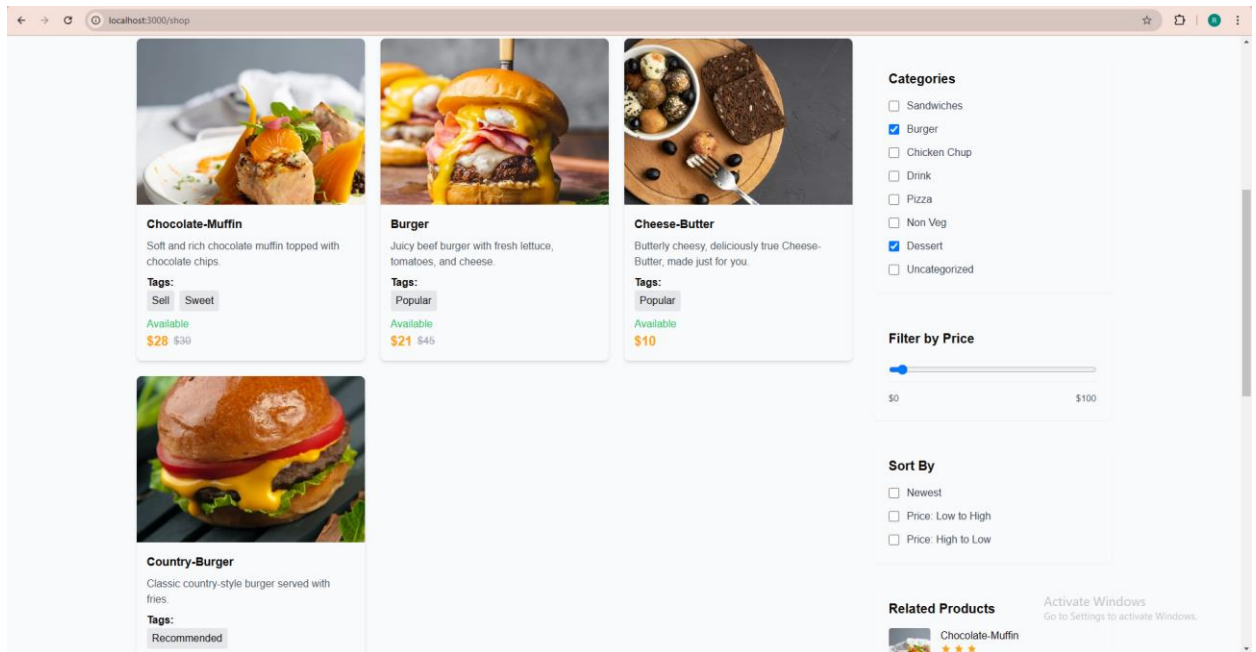 localhost:3000/shop
R
Chocolate-Muffin
Soft and rich chocolate muffin topped with
chocolate chips.
Tags:
Sell Sweet
Available
$28 $30
Burger
Juicy beef burger with fresh lettuce,
tomatoes, and cheese.
Tags:
Popular
Available
$21 $45
Cheese-Butter
Butterly cheesy, deliciously true Cheese-
Butter, made just for you.
Tags:
Popular
Available
$10
Country-Burger
Classic country-style burger served with
fries.
Tags:
Recommended
Categories
Sandwiches
Burger
Chicken Chup
Drink
Pizza
Non Veg
Dessert
Uncategorized
Filter by Price
$0 $100
Sort By
Newest
Price: Low to High
Price: High to Low
Related Products
Chocolate-Muffin
Activate Windows
Go to Settings to activate Windows.